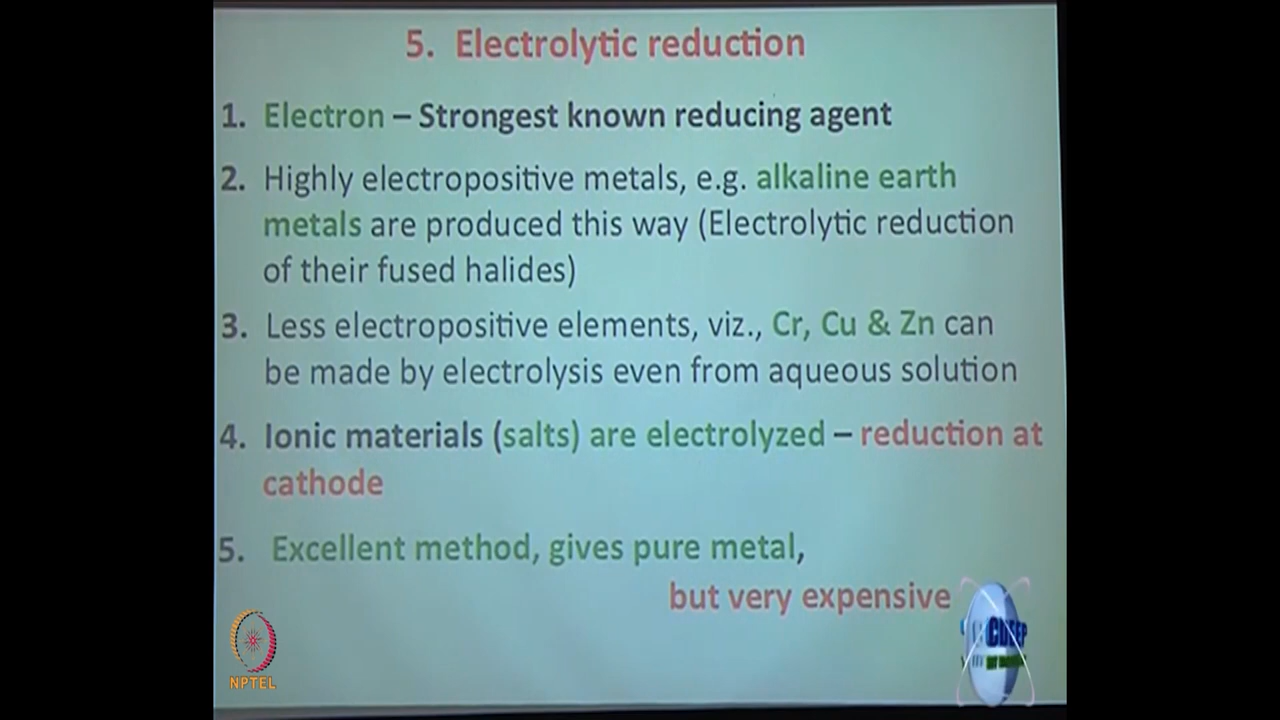 5. Electrolytic reduction
1. Electron – Strongest known reducing agent
2. Highly electropositive metals, e.g. alkaline earth
metals are produced this way (Electrolytic reduction
of their fused halides)
3. Less electropositive elements, viz., Cr, Cu & Zn can
be made by electrolysis even from aqueous solution
4. Ionic materials (salts) are electrolyzed – reduction at
cathode
5. Excellent method, gives pure metal,
but very expensive
NPTEL
CDEEP